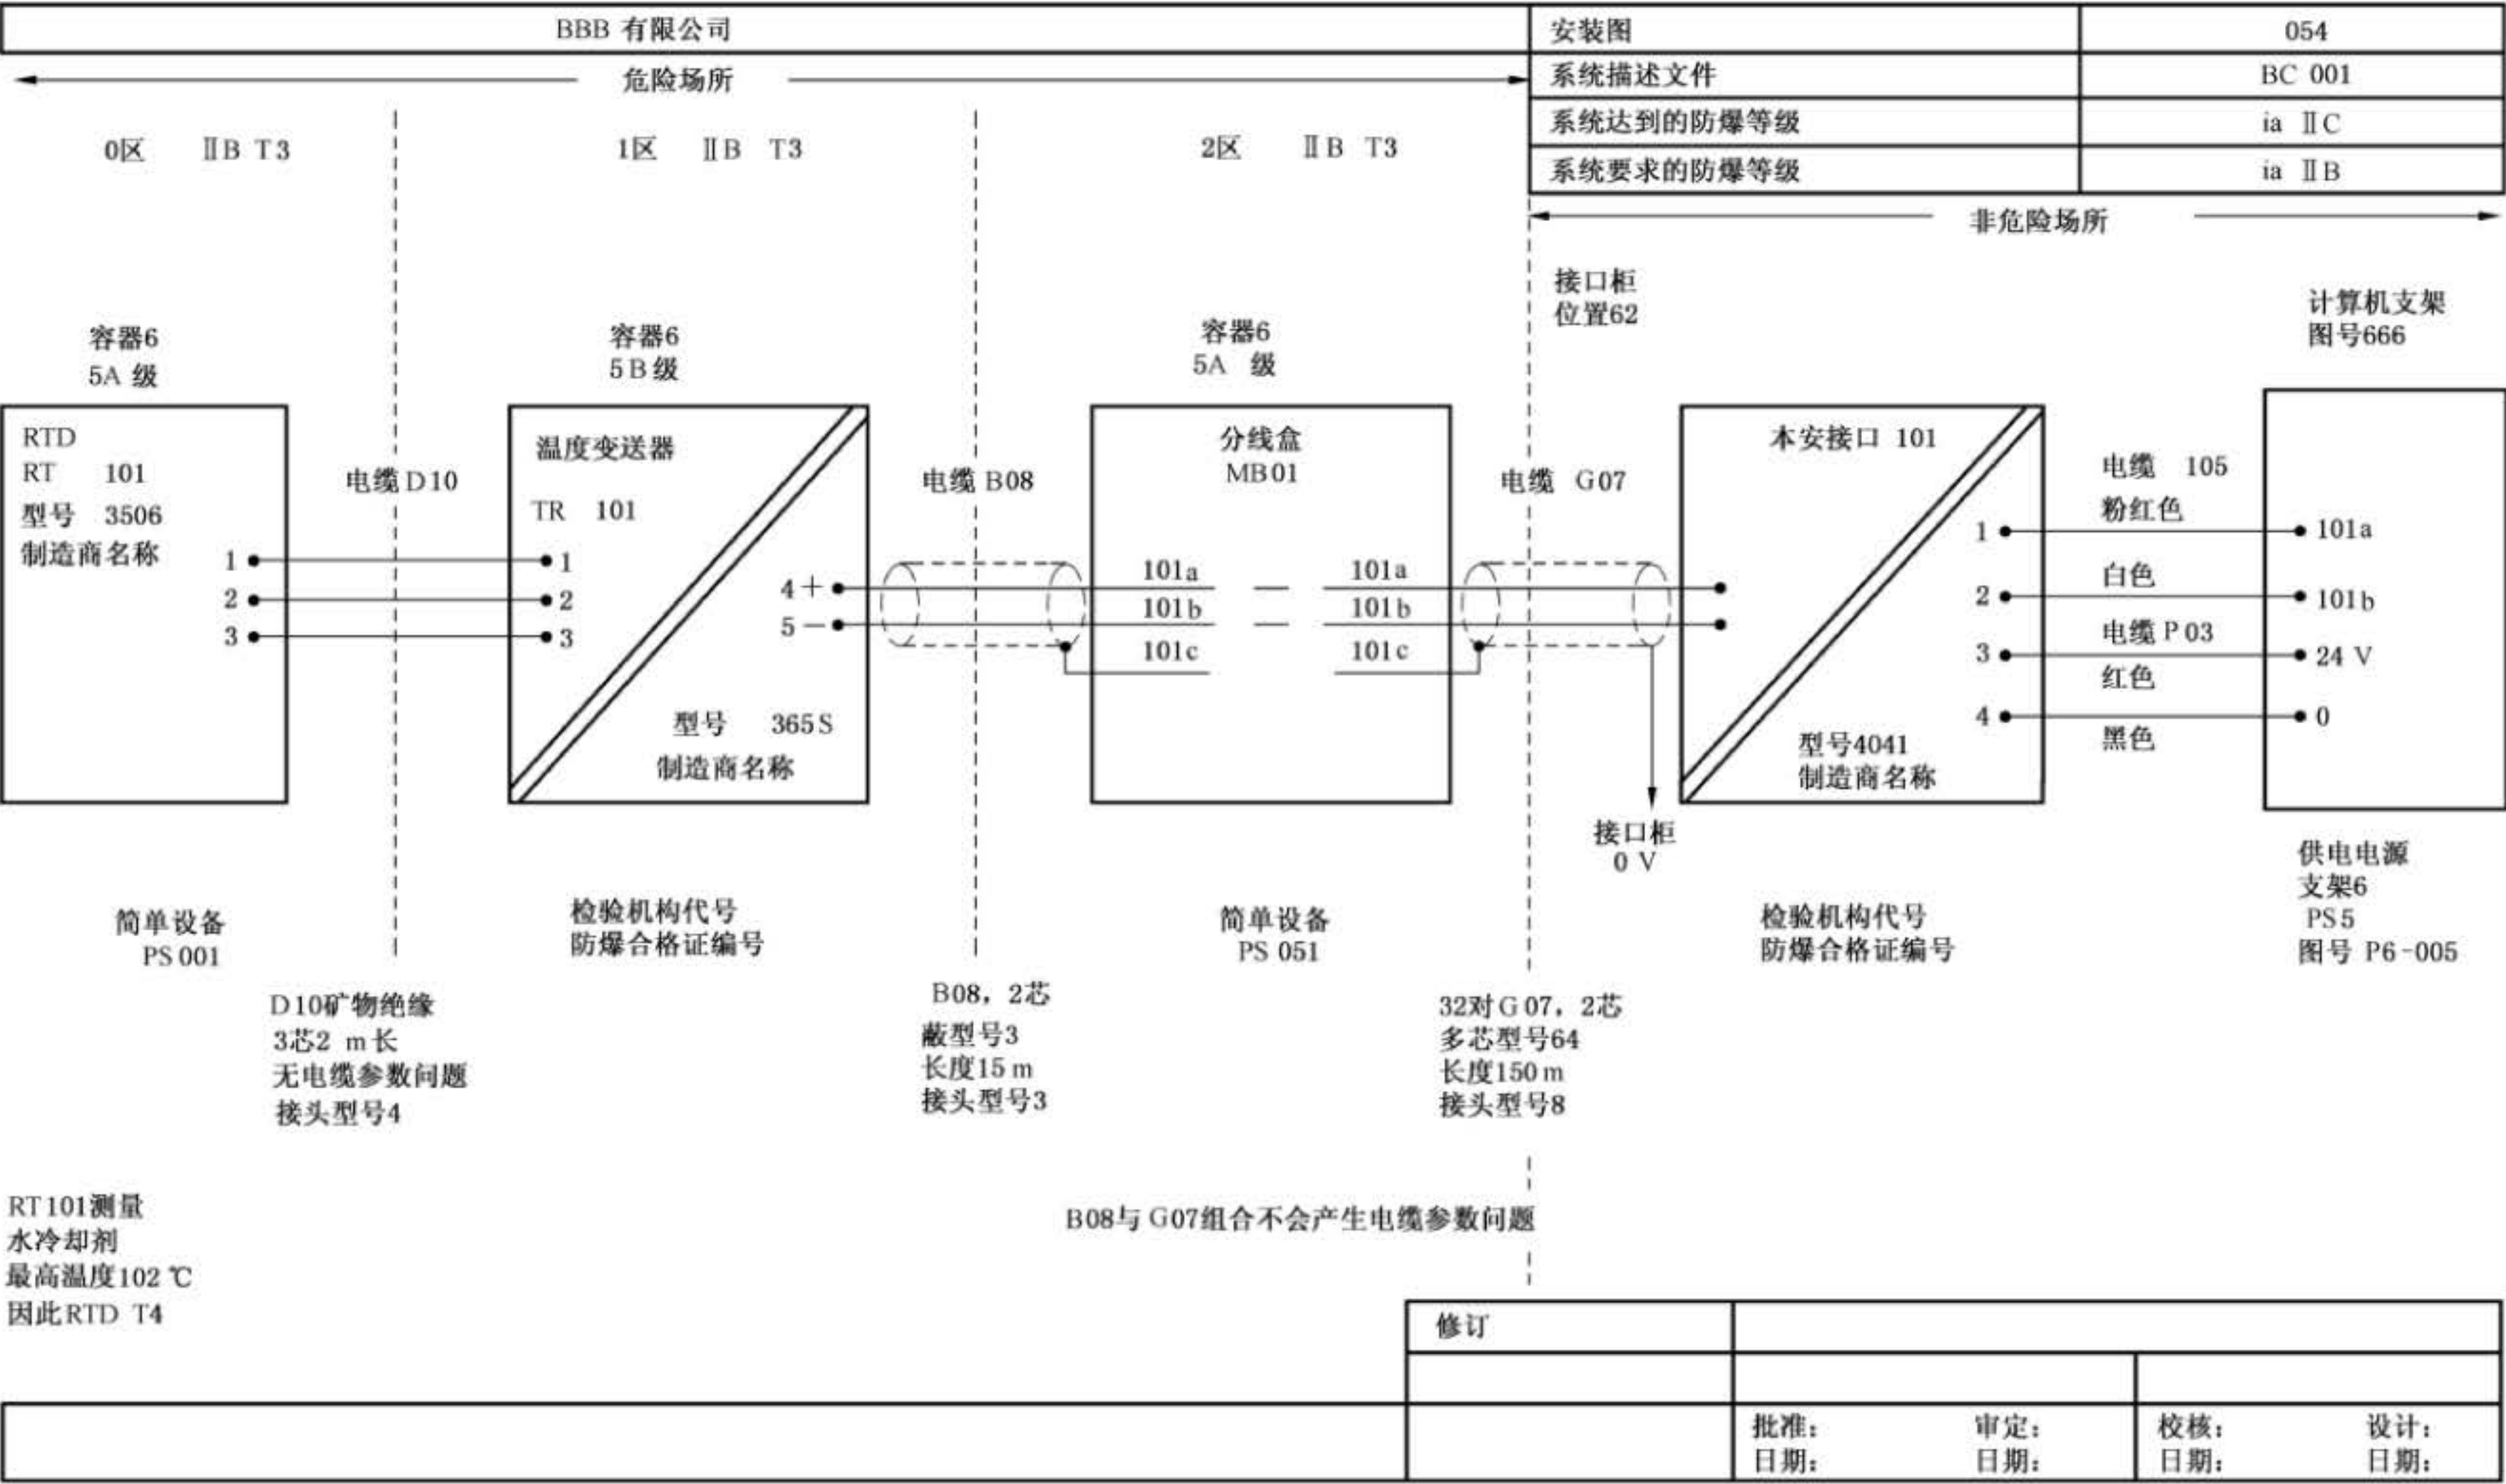 BBB 有限公司
安装图 054
危险场所
系统描述文件 BC 001
系统达到的防爆等级 ia ⅡC
系统要求的防爆等级 ia ⅡB
0区 ⅡB T3
1区 ⅡB T3
2区 ⅡB T3
非危险场所
容器6
5A 级
RTD
RT 101
型号 3506
制造商名称
1
2
3
简单设备
PS 001
电缆 D10
D10矿物绝缘
3芯2 m长
无电缆参数问题
接头型号4
容器6
5B级
温度变送器
TR 101
1
2
3
4+
5-
型号 365S
制造商名称
检验机构代号
防爆合格证编号
电缆 B08
B08，2芯
蔽型号3
长度15 m
接头型号3
容器6
5A 级
分线盒
MB01
101a 101a
101b 101b
101c 101c
简单设备
PS 051
电缆 G07
32对G07，2芯
多芯型号64
长度150 m
接头型号8
接口柜
位置62
本安接口 101
1
2
3
4
型号4041
制造商名称
接口柜
0 V
检验机构代号
防爆合格证编号
电缆 105
粉红色
白色
电缆 P03
红色
黑色
计算机支架
图号666
101a
101b
24 V
0
供电电源
支架6
PS5
图号 P6-005
RT101测量
水冷却剂
最高温度102 ℃
因此RTD T4
B08与 G07组合不会产生电缆参数问题
修订
批准： 审定： 校核： 设计：
日期： 日期： 日期： 日期：